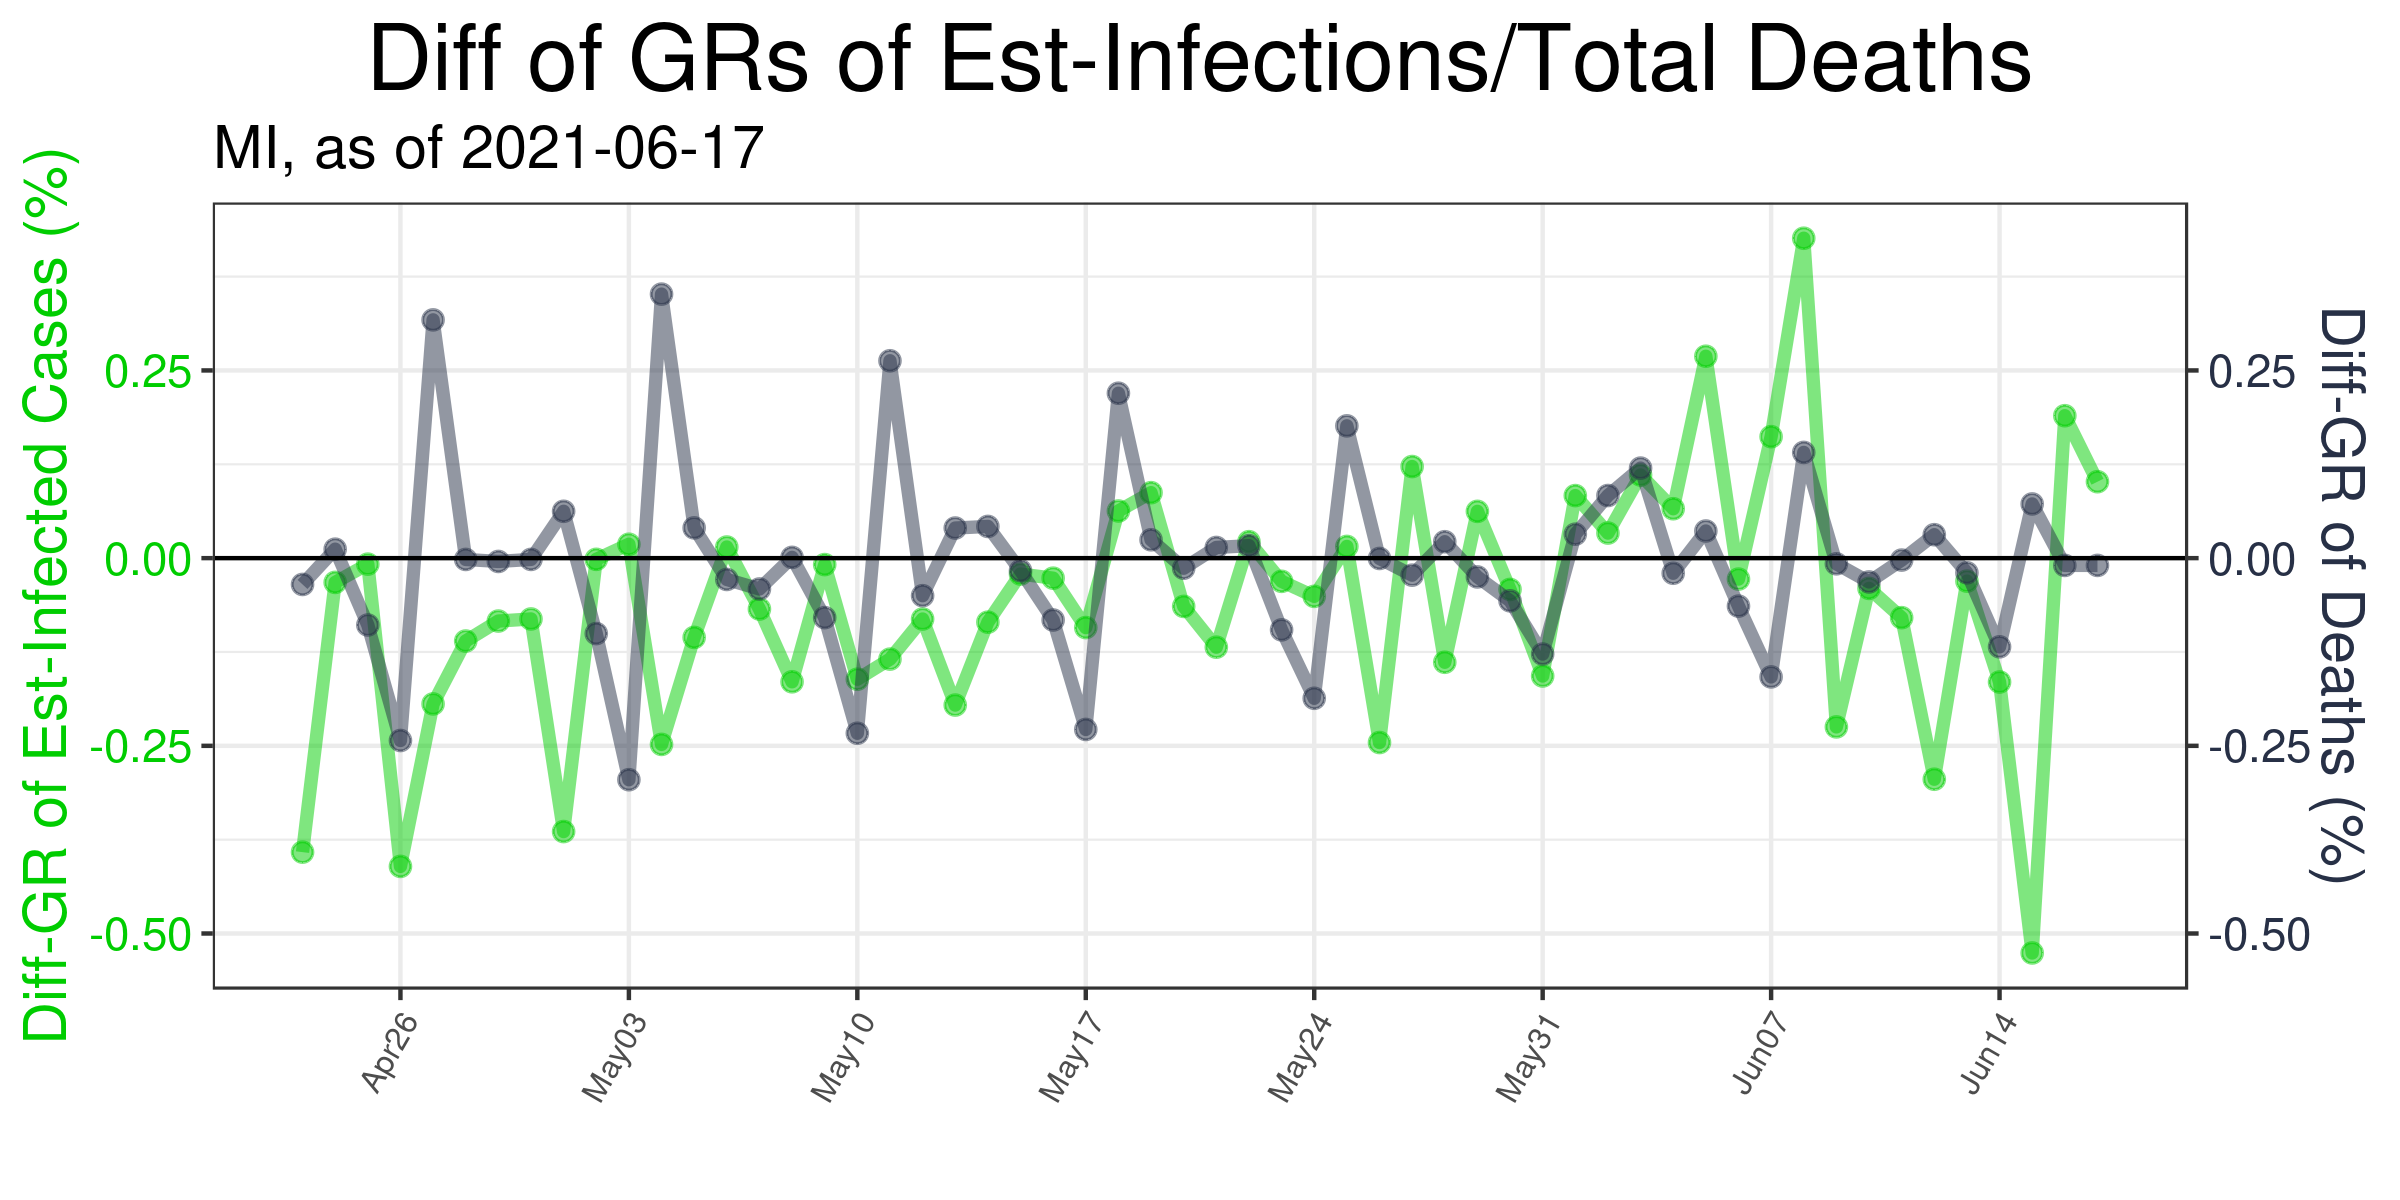 Diff of GRs of Est-Infections/Total Deaths
MI, as of 2021-06-17
Diff-GR of Est-Infected Cases (%)
0.25
0.00
-0.25
-0.50
0.25
0.00
-0.25
-0.50
Diff-GR of Deaths (%)
Apr26
May03
May10
May17
May24
May31
Jun07
Jun14